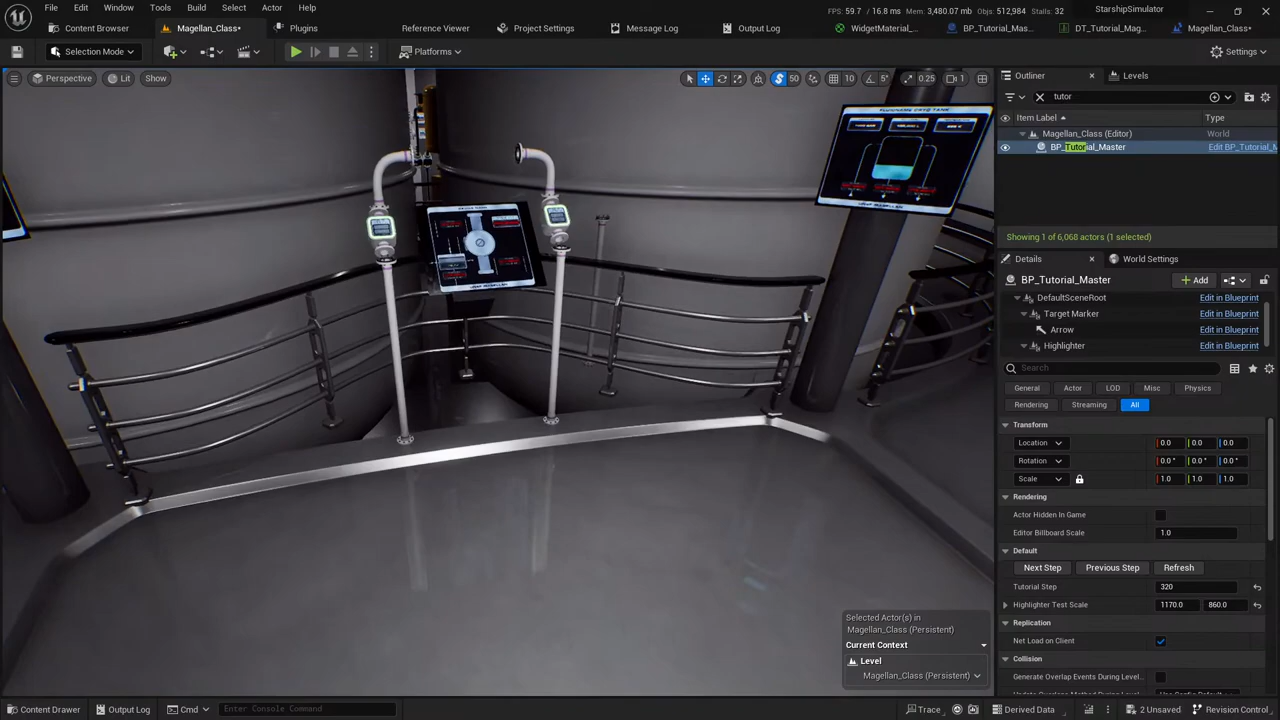 File Edit Window Tools Build Select Actor Help
FPS: 59.7 / 16.8 ms Mem: 3,480.07 mb Objs: 512,984 Stalls: 32
StarshipSimulator
Content Browser
Magellan_Class*
Plugins
Reference Viewer
Project Settings
Message Log
Output Log
WidgetMaterial_...
BP_Tutorial_Mas...
DT_Tutorial_Mag...
Magellan_Class*
Selection Mode
Platforms
Settings
Perspective
Lit
Show
50
10
5°
0.25
1
Outliner
Levels
tutor
Item Label
Type
Magellan_Class (Editor)
World
BP_Tutorial_Master
Edit BP_Tutorial_M
Showing 1 of 6,068 actors (1 selected)
Details
World Settings
BP_Tutorial_Master
Add
DefaultSceneRoot
Edit in Blueprint
Target Marker
Edit in Blueprint
Arrow
Edit in Blueprint
Highlighter
Edit in Blueprint
Search
General
Actor
LOD
Misc
Physics
Rendering
Streaming
All
Transform
Location
0.0 0.0 0.0
Rotation
0.0 ° 0.0 ° 0.0 °
Scale
1.0 1.0 1.0
Rendering
Actor Hidden In Game
Editor Billboard Scale
1.0
Default
Next Step
Previous Step
Refresh
Tutorial Step
320
Highlighter Test Scale
1170.0 860.0
Replication
Net Load on Client
Collision
Generate Overlap Events During Level...
Selected Actor(s) in
Magellan_Class (Persistent)
Current Context
Level
Magellan_Class (Persistent)
Content Drawer
Output Log
Cmd
Enter Console Command
Trace
Derived Data
2 Unsaved
Revision Control